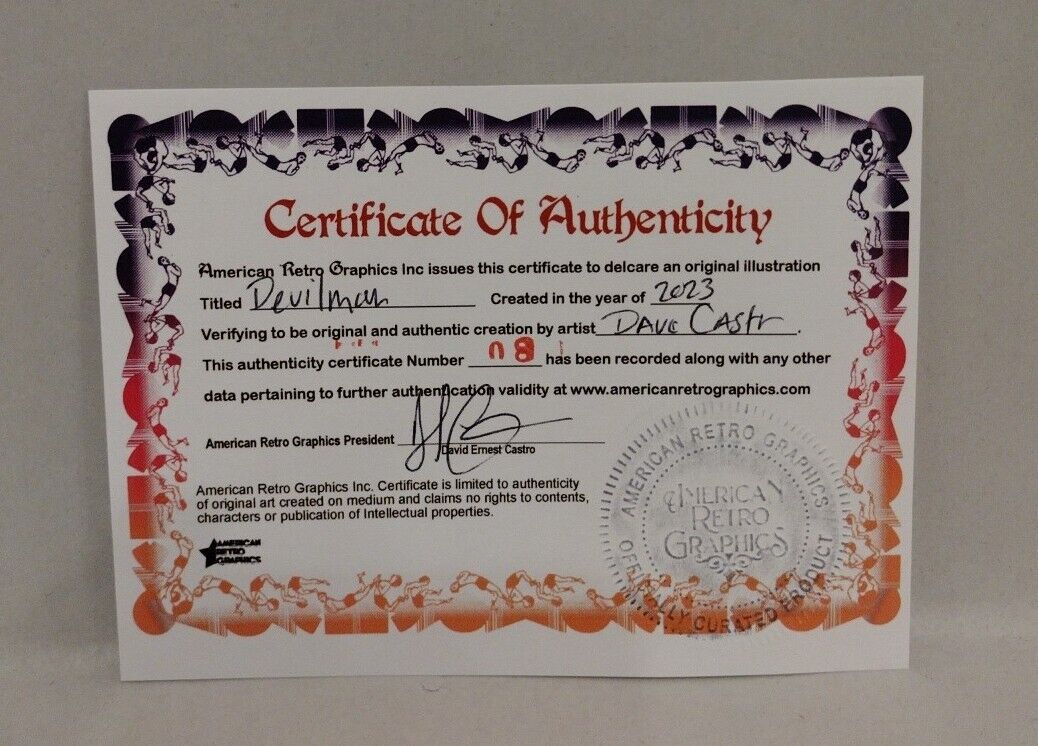 Certificate Of Authenticity
American Retro Graphics Inc issues this certificate to delcare an original illustration
Titled Devilman Created in the year of 2023
Verifying to be original and authentic creation by artist Dave Castr.
This authenticity certificate Number 08 has been recorded along with any other
data pertaining to further authentication validity at www.americanretrographics.com
American Retro Graphics President
David Ernest Castro
American Retro Graphics Inc. Certificate is limited to authenticity
of original art created on medium and claims no rights to contents,
characters or publication of Intellectual properties.
AMERICAN
RETRO
GRAPHICS
AMERICAN RETRO GRAPHICS
AMERICAN
RETRO
GRAPHICS
OFFICIALLY CURATED PRODUCT